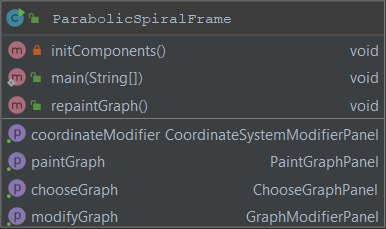 ParabolicSpiralFrame
initComponents() void
main(String[]) void
repaintGraph() void
coordinateModifier CoordinateSystemModifierPanel
paintGraph PaintGraphPanel
chooseGraph ChooseGraphPanel
modifyGraph GraphModifierPanel